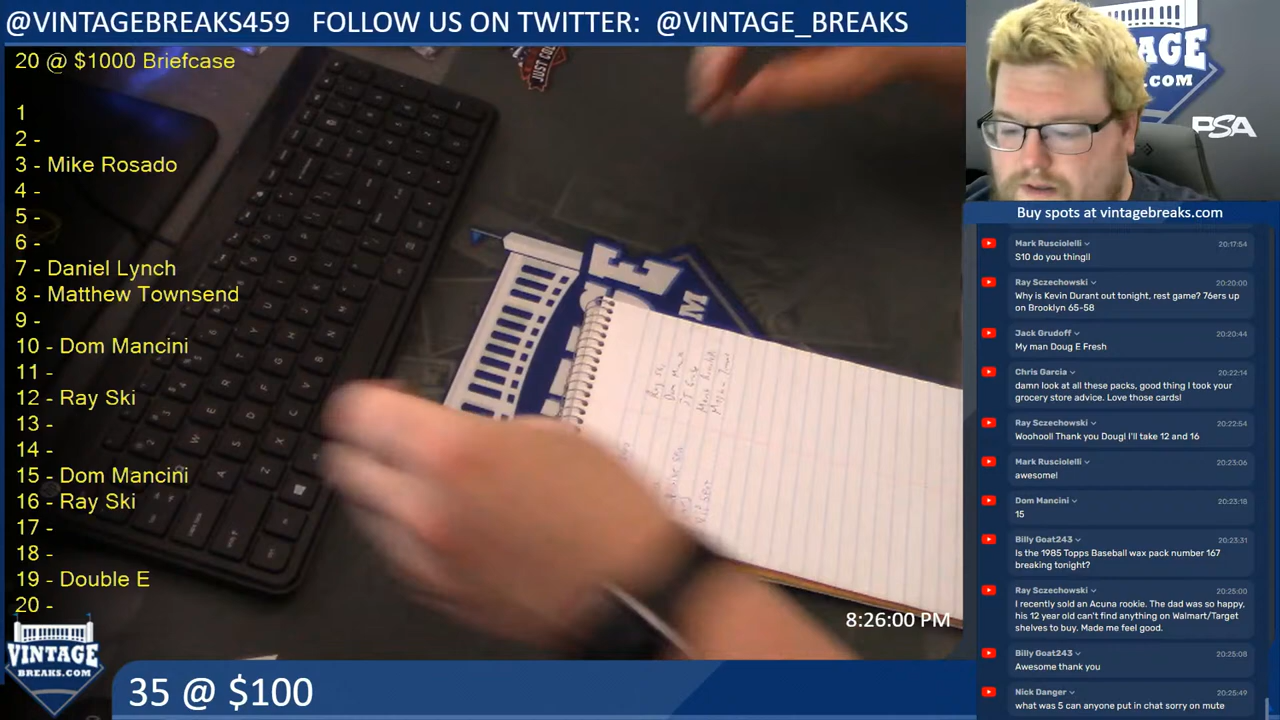 @VINTAGEBREAKS459 FOLLOW US ON TWITTER: @VINTAGE_BREAKS
20 @ $1000 Briefcase
1
2 -
3 - Mike Rosado
4 -
5 -
6 -
7 - Daniel Lynch
8 - Matthew Townsend
9 -
10 - Dom Mancini
11 -
12 - Ray Ski
13 -
14 -
15 - Dom Mancini
16 - Ray Ski
17 -
18 -
19 - Double E
20 -
JUST COL
8:26:00 PM
VINTAGE
BREAKS.COM
35 @ $100
PSA
Buy spots at vintagebreaks.com
Mark Rusciolelli 20:17:54
S10 do you thing!!
Ray Sczechowski 20:20:00
Why is Kevin Durant out tonight, rest game? 76ers up
on Brooklyn 65-58
Jack Grudoff 20:20:44
My man Doug E Fresh
Chris Garcia 20:22:14
damn look at all these packs, good thing I took your
grocery store advice. Love those cards!
Ray Sczechowski 20:22:54
Woohoo!! Thank you Doug! I'll take 12 and 16
Mark Rusciolelli 20:23:06
awesome!
Dom Mancini 20:23:18
15
Billy Goat243 20:23:31
Is the 1985 Topps Baseball wax pack number 167
breaking tonight?
Ray Sczechowski 20:25:00
I recently sold an Acuna rookie. The dad was so happy,
his 12 year old can't find anything on Walmart/Target
shelves to buy. Made me feel good.
Billy Goat243 20:25:08
Awesome thank you
Nick Danger 20:25:49
what was 5 can anyone put in chat sorry on mute